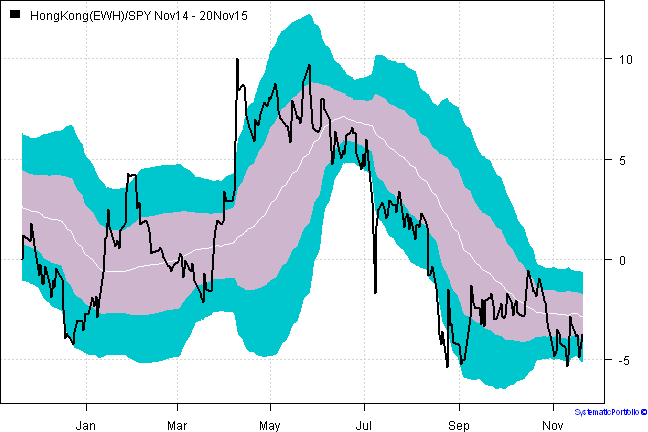 HongKong(EWH)/SPY Nov14 - 20Nov15
10
5
0
-5
Jan Mar May Jul Sep Nov
SystematicPortfolio ©